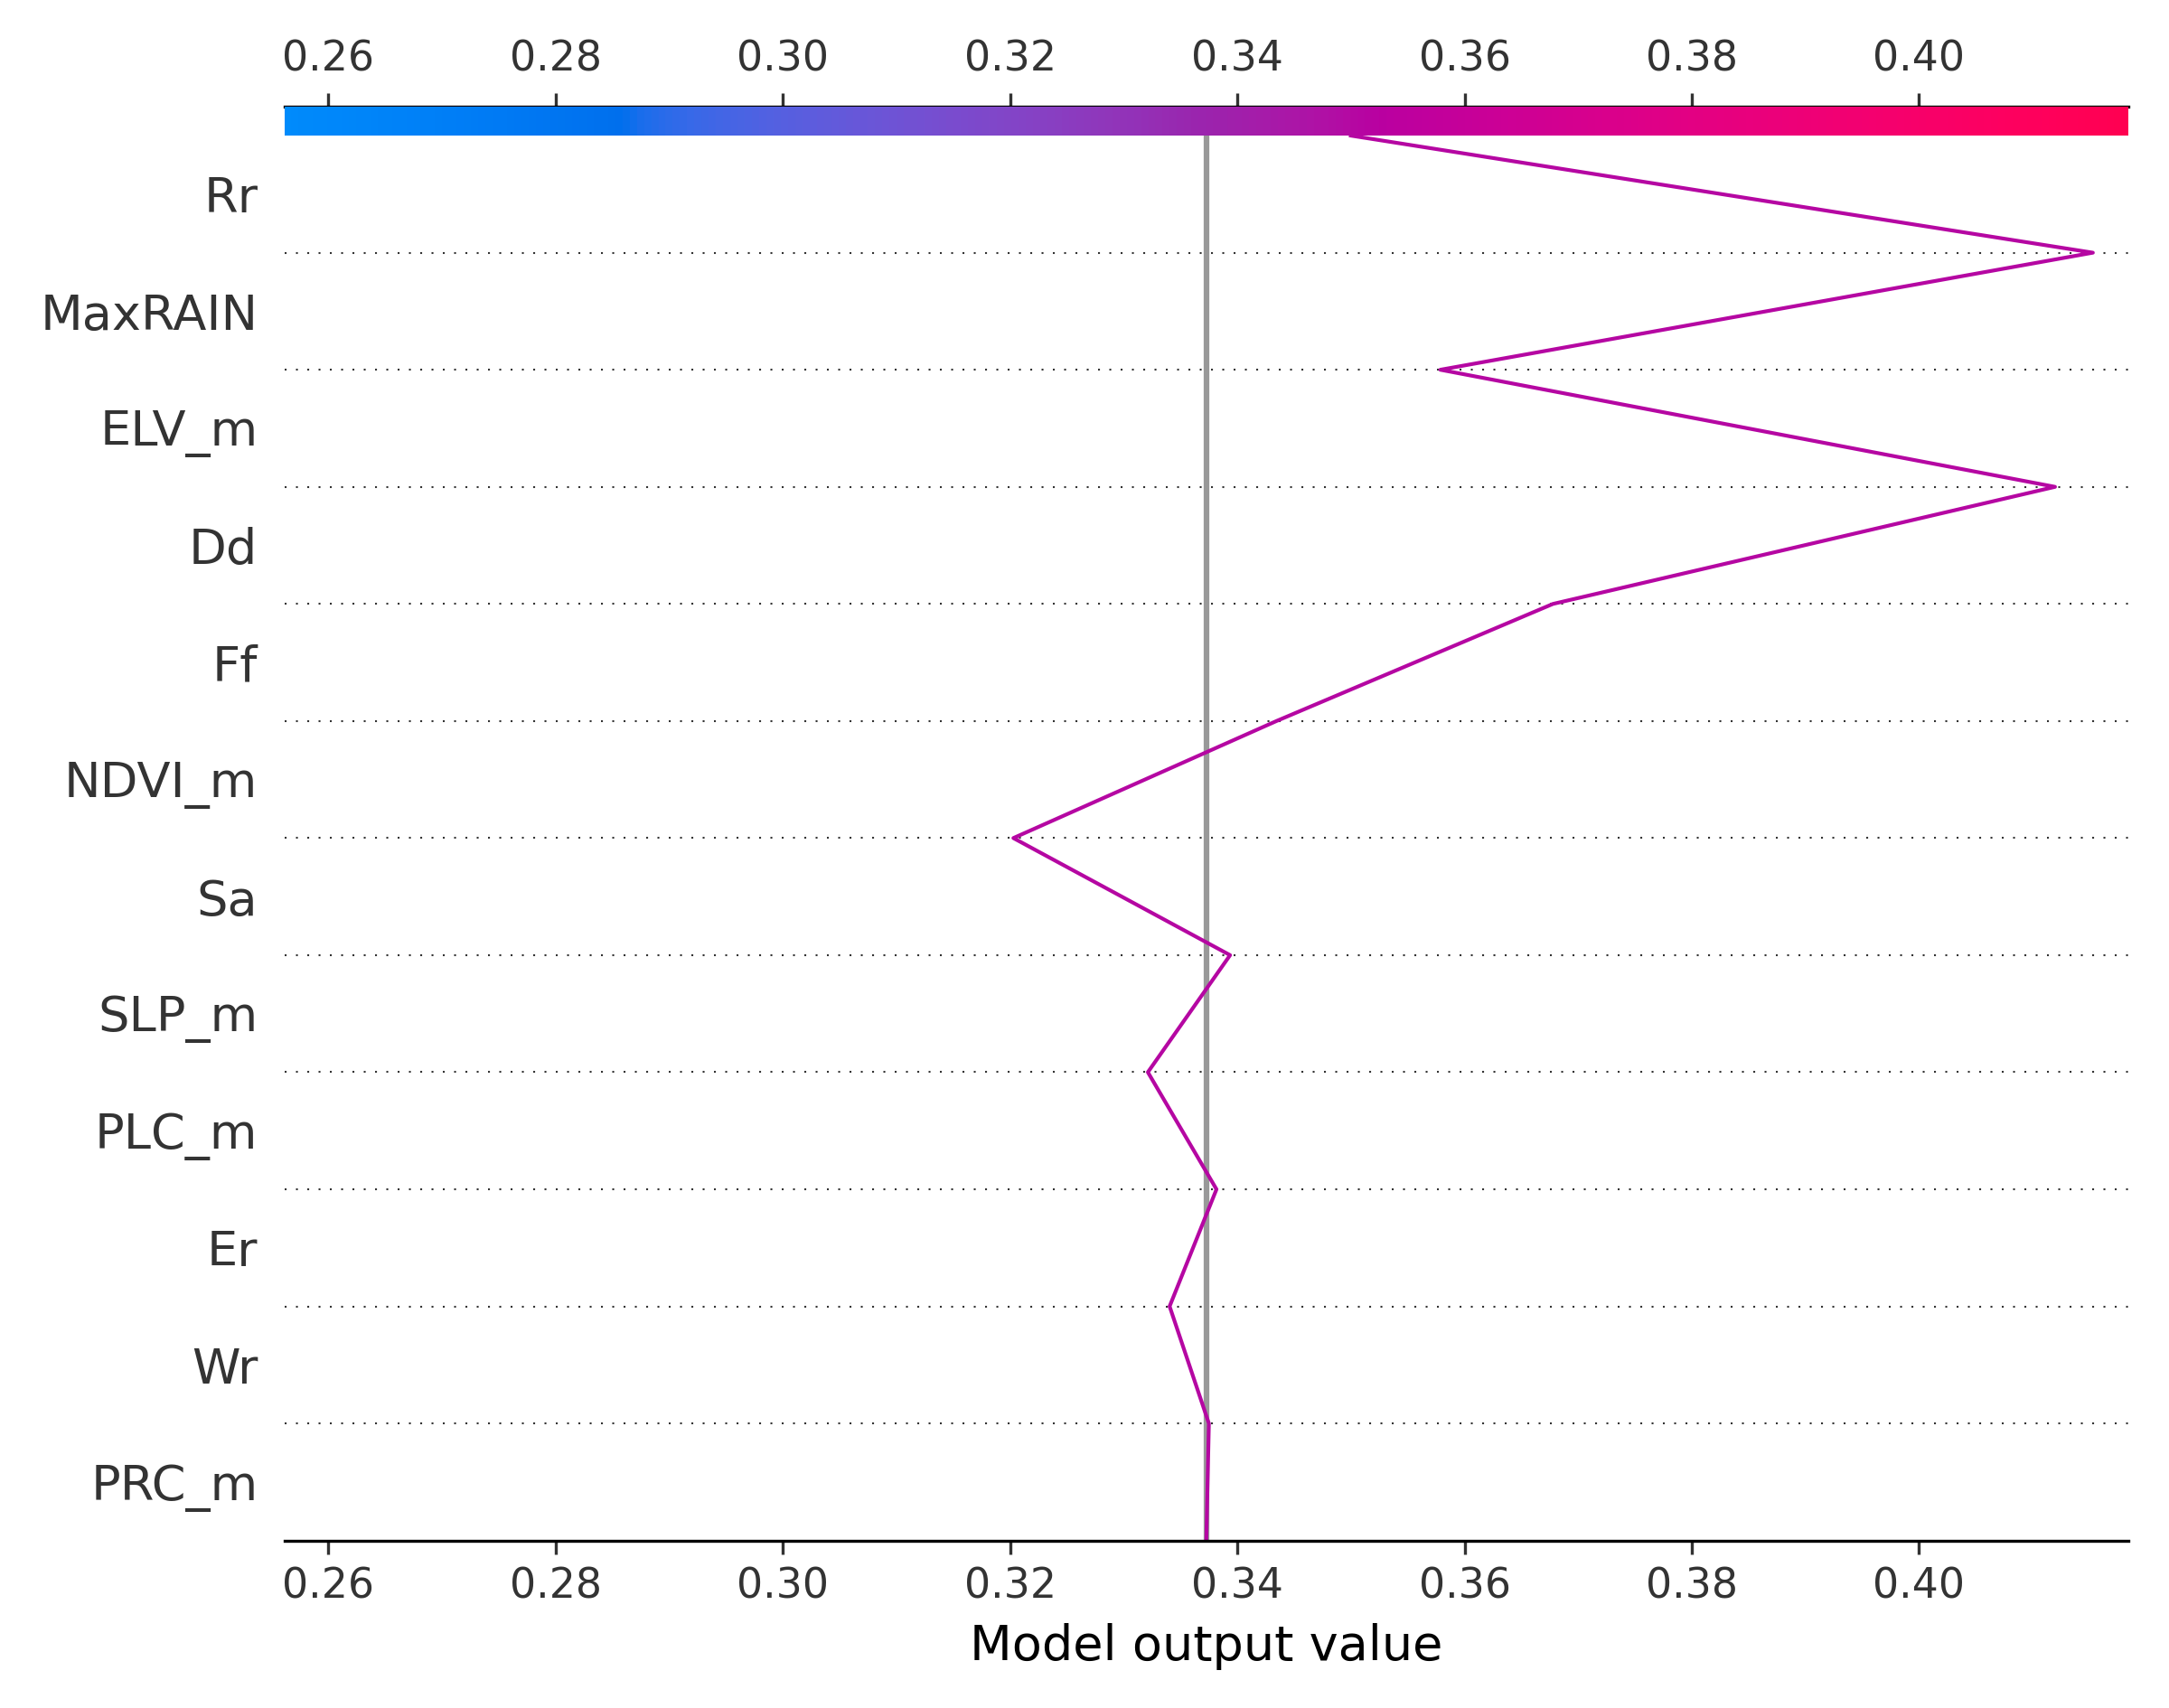 0.26 0.28 0.30 0.32 0.34 0.36 0.38 0.40
Rr
MaxRAIN
ELV_m
Dd
Ff
NDVI_m
Sa
SLP_m
PLC_m
Er
Wr
PRC_m
0.26 0.28 0.30 0.32 0.34 0.36 0.38 0.40
Model output value